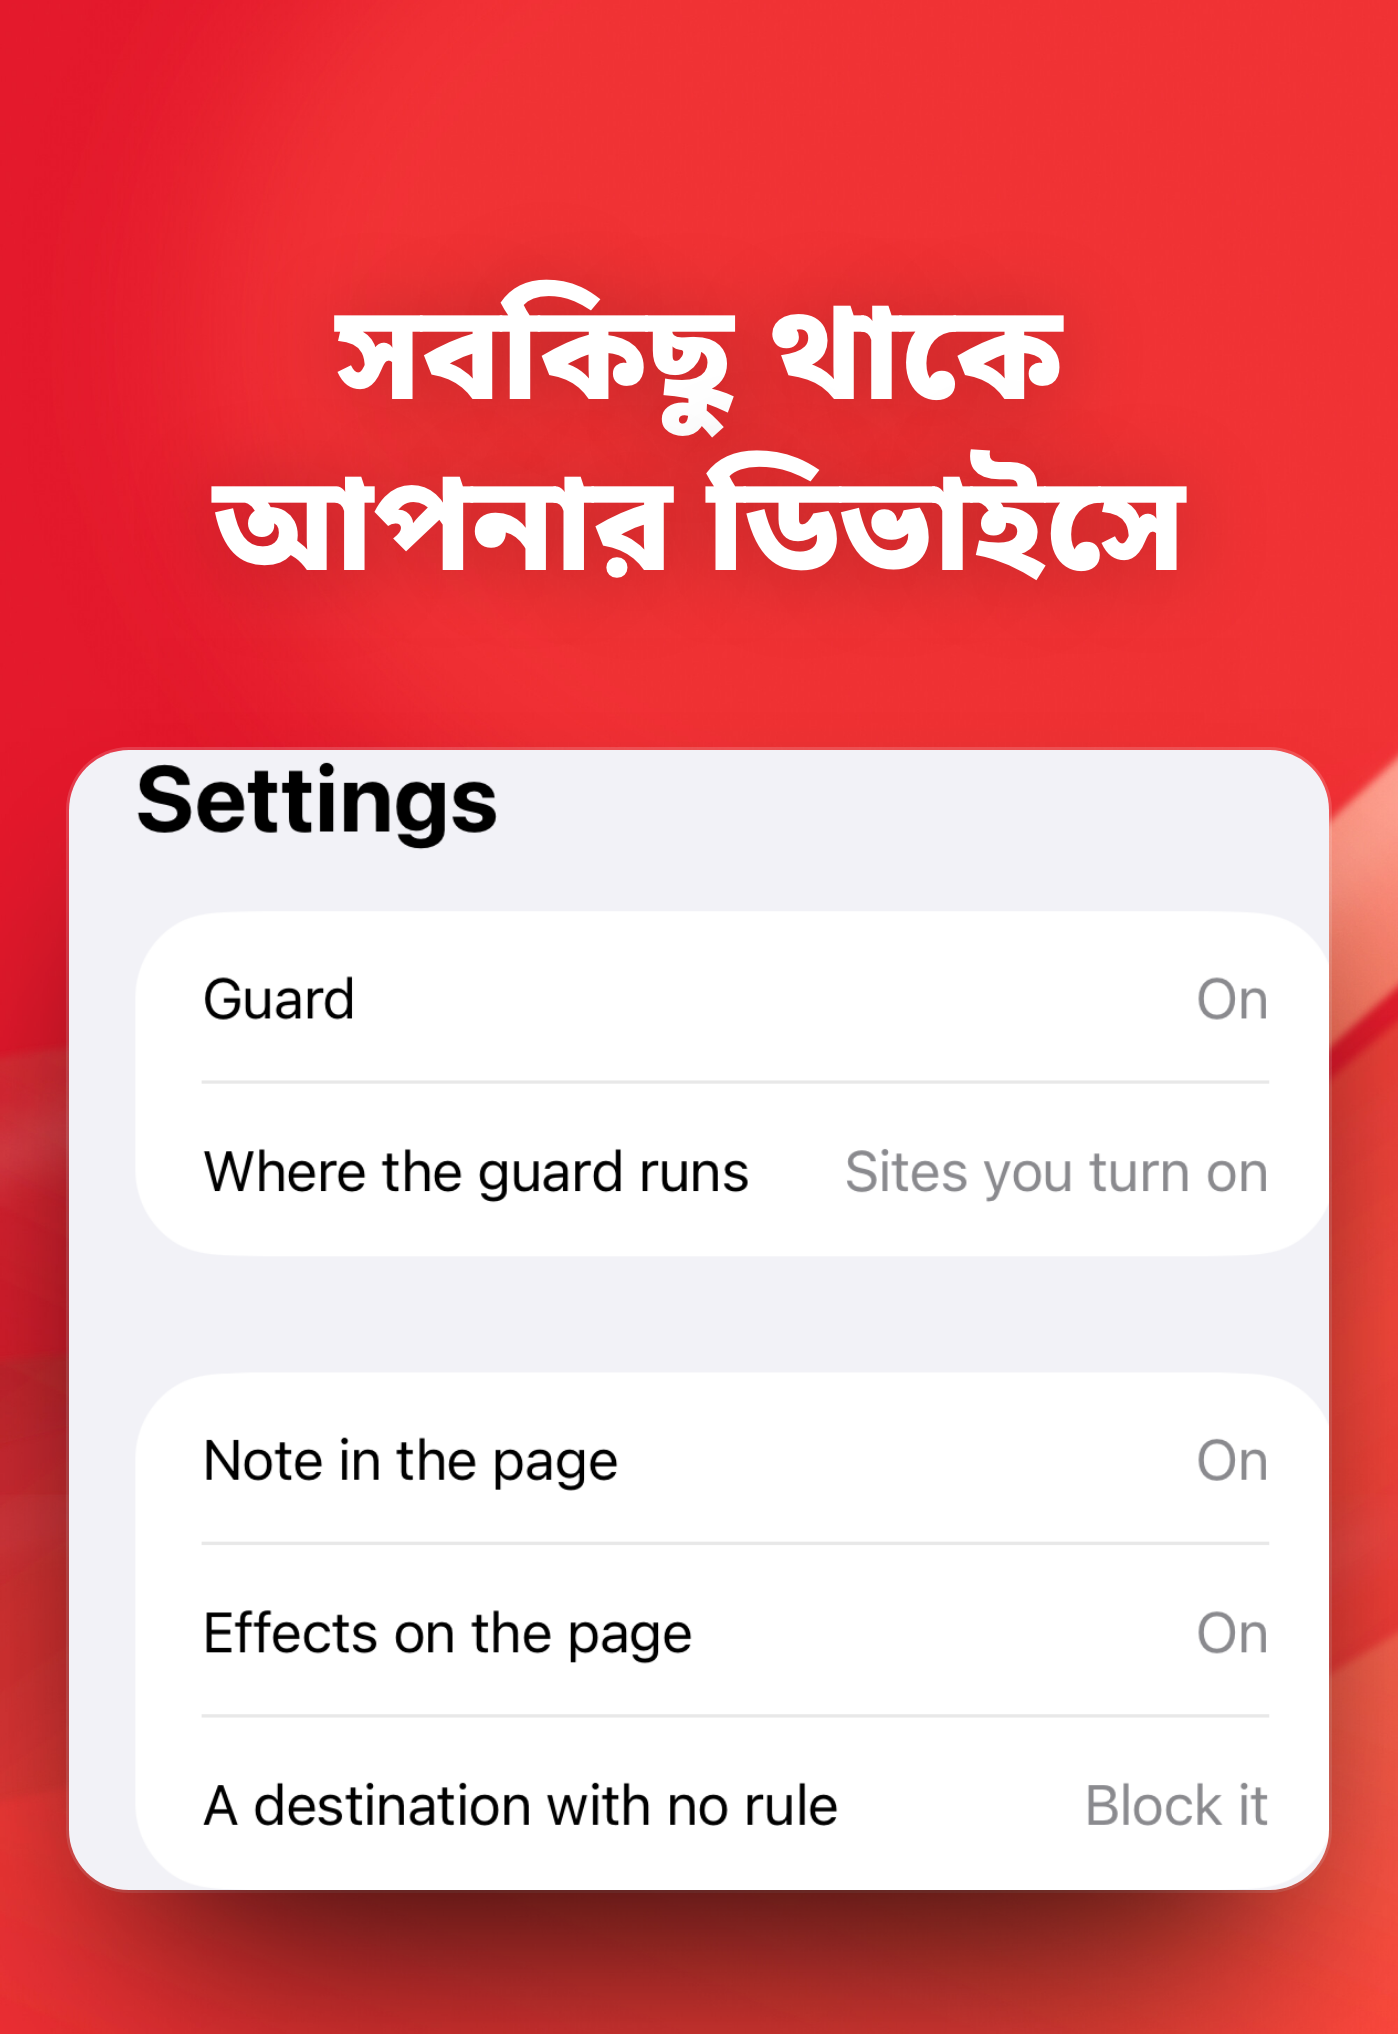 সবকিছু থাকে
আপনার ডিভাইসে
Settings
Guard On
Where the guard runs Sites you turn on
Note in the page On
Effects on the page On
A destination with no rule Block it